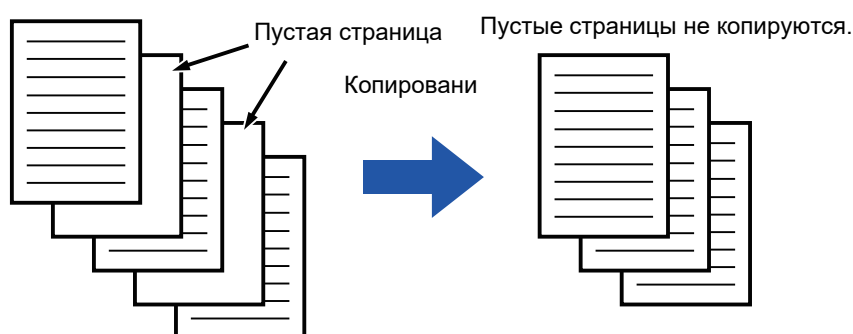 Пустая страница
Пустые страницы не копируются.
Копировани